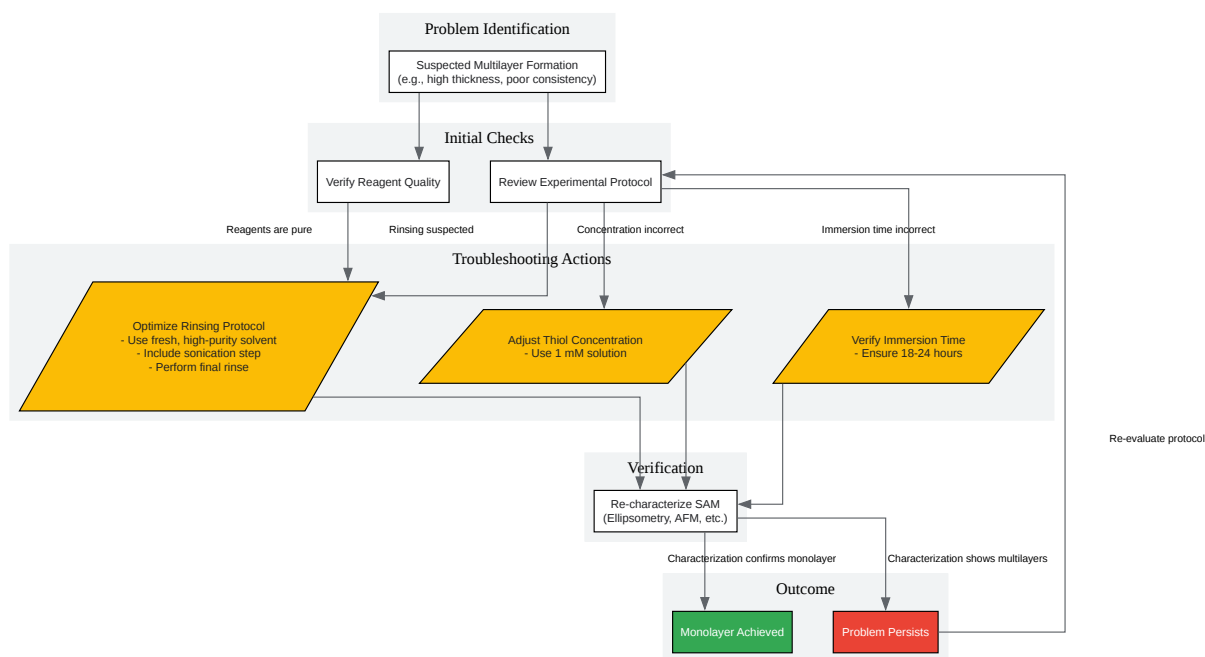 Problem Identification
Suspected Multilayer Formation
(e.g., high thickness, poor consistency)
Initial Checks
Verify Reagent Quality
Review Experimental Protocol
Reagents are pure
Rinsing suspected
Concentration incorrect
Immersion time incorrect
Troubleshooting Actions
Optimize Rinsing Protocol
- Use fresh, high-purity solvent
- Include sonication step
- Perform final rinse
Adjust Thiol Concentration
- Use 1 mM solution
Verify Immersion Time
- Ensure 18-24 hours
Re-evaluate protocol
Verification
Re-characterize SAM
(Ellipsometry, AFM, etc.)
Characterization confirms monolayer
Characterization shows multilayers
Outcome
Monolayer Achieved
Problem Persists